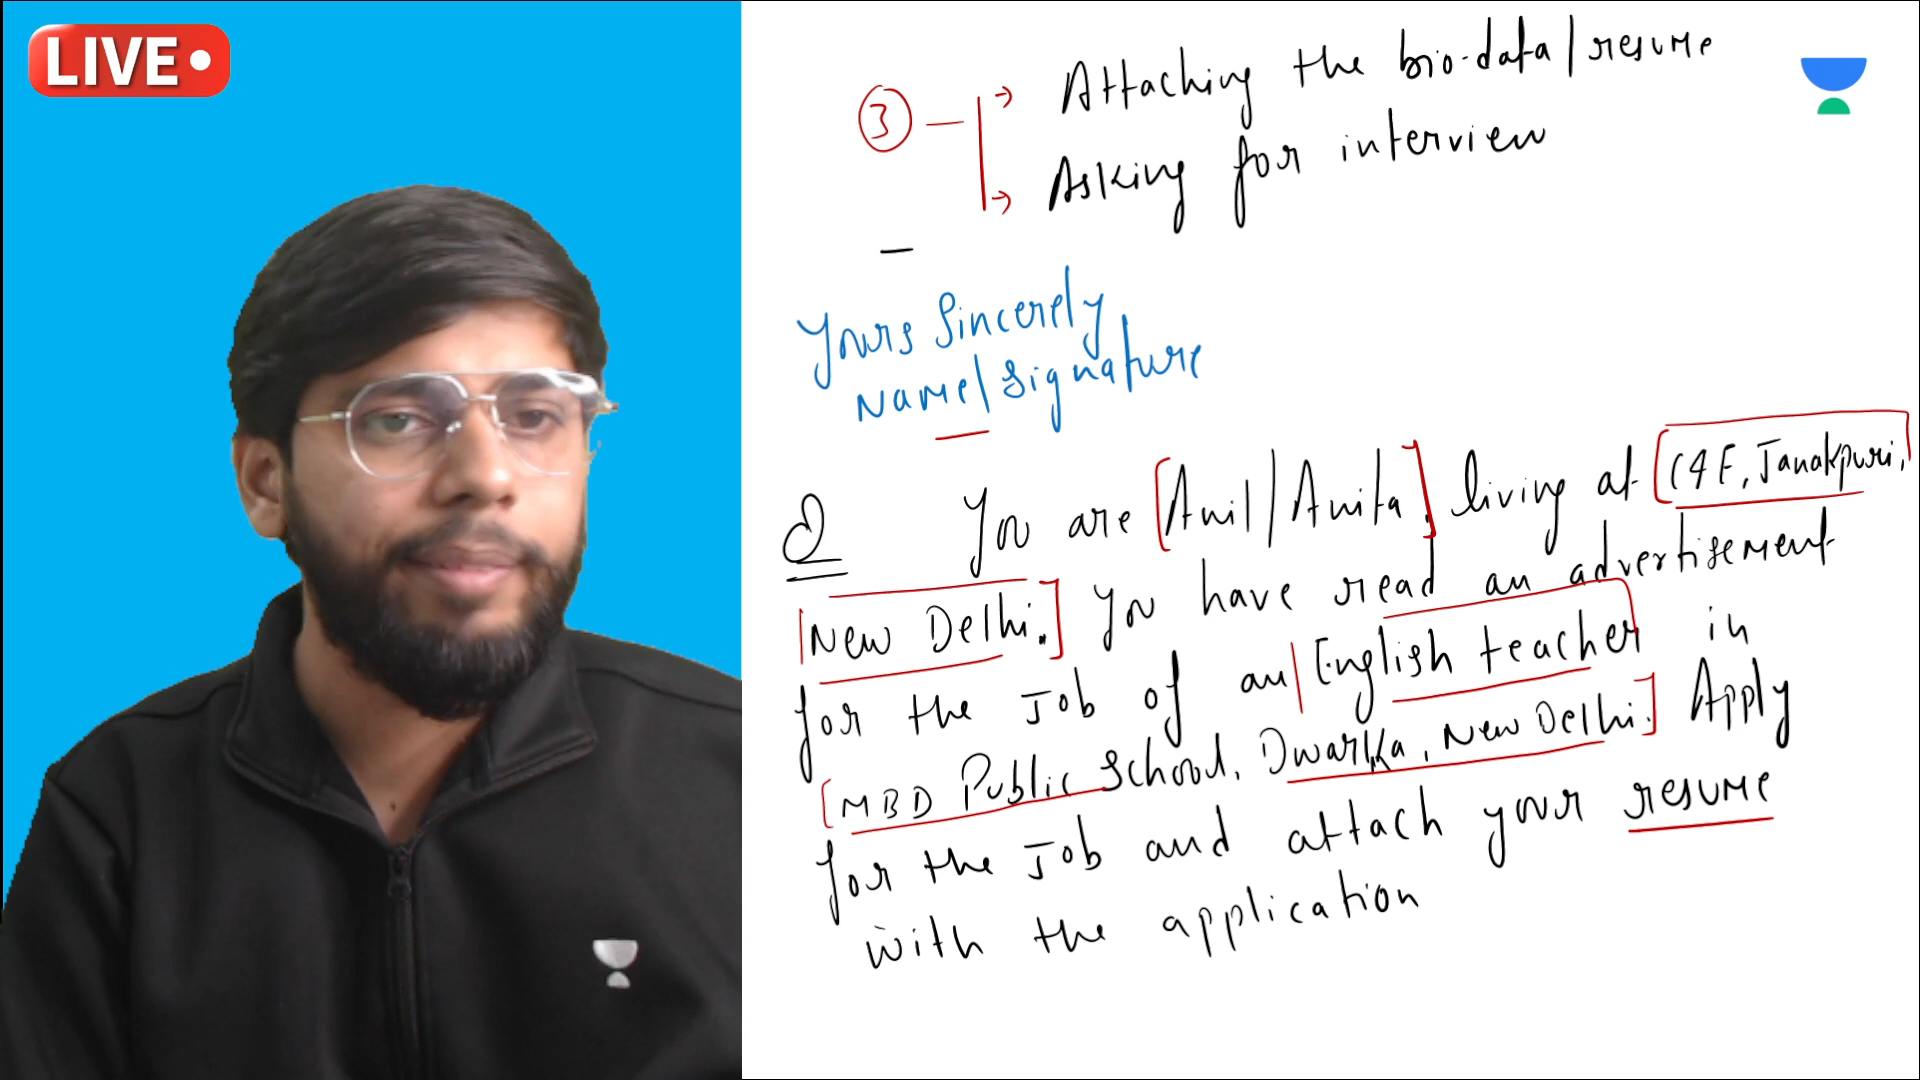 LIVE
3 → Attaching the bio-data/resume
→ Asking for interview
Yours Sincerely
Name/Signature
Q You are [Anil/Anita], living at [C4F, Janakpuri,
New Delhi.] You have read an advertisement
for the Job of an English teacher in
[MBD Public School, Dwarka, New Delhi.] Apply
for the Job and attach your resume
with the application